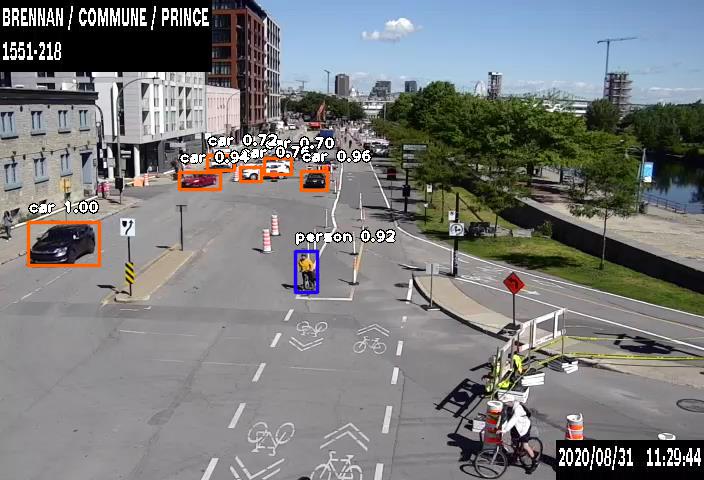 BRENNAN / COMMUNE / PRINCE
1551-218
car 0.72
car 0.94
car 0.96
car 1.00
person 0.92
2020/08/31 11:29:44